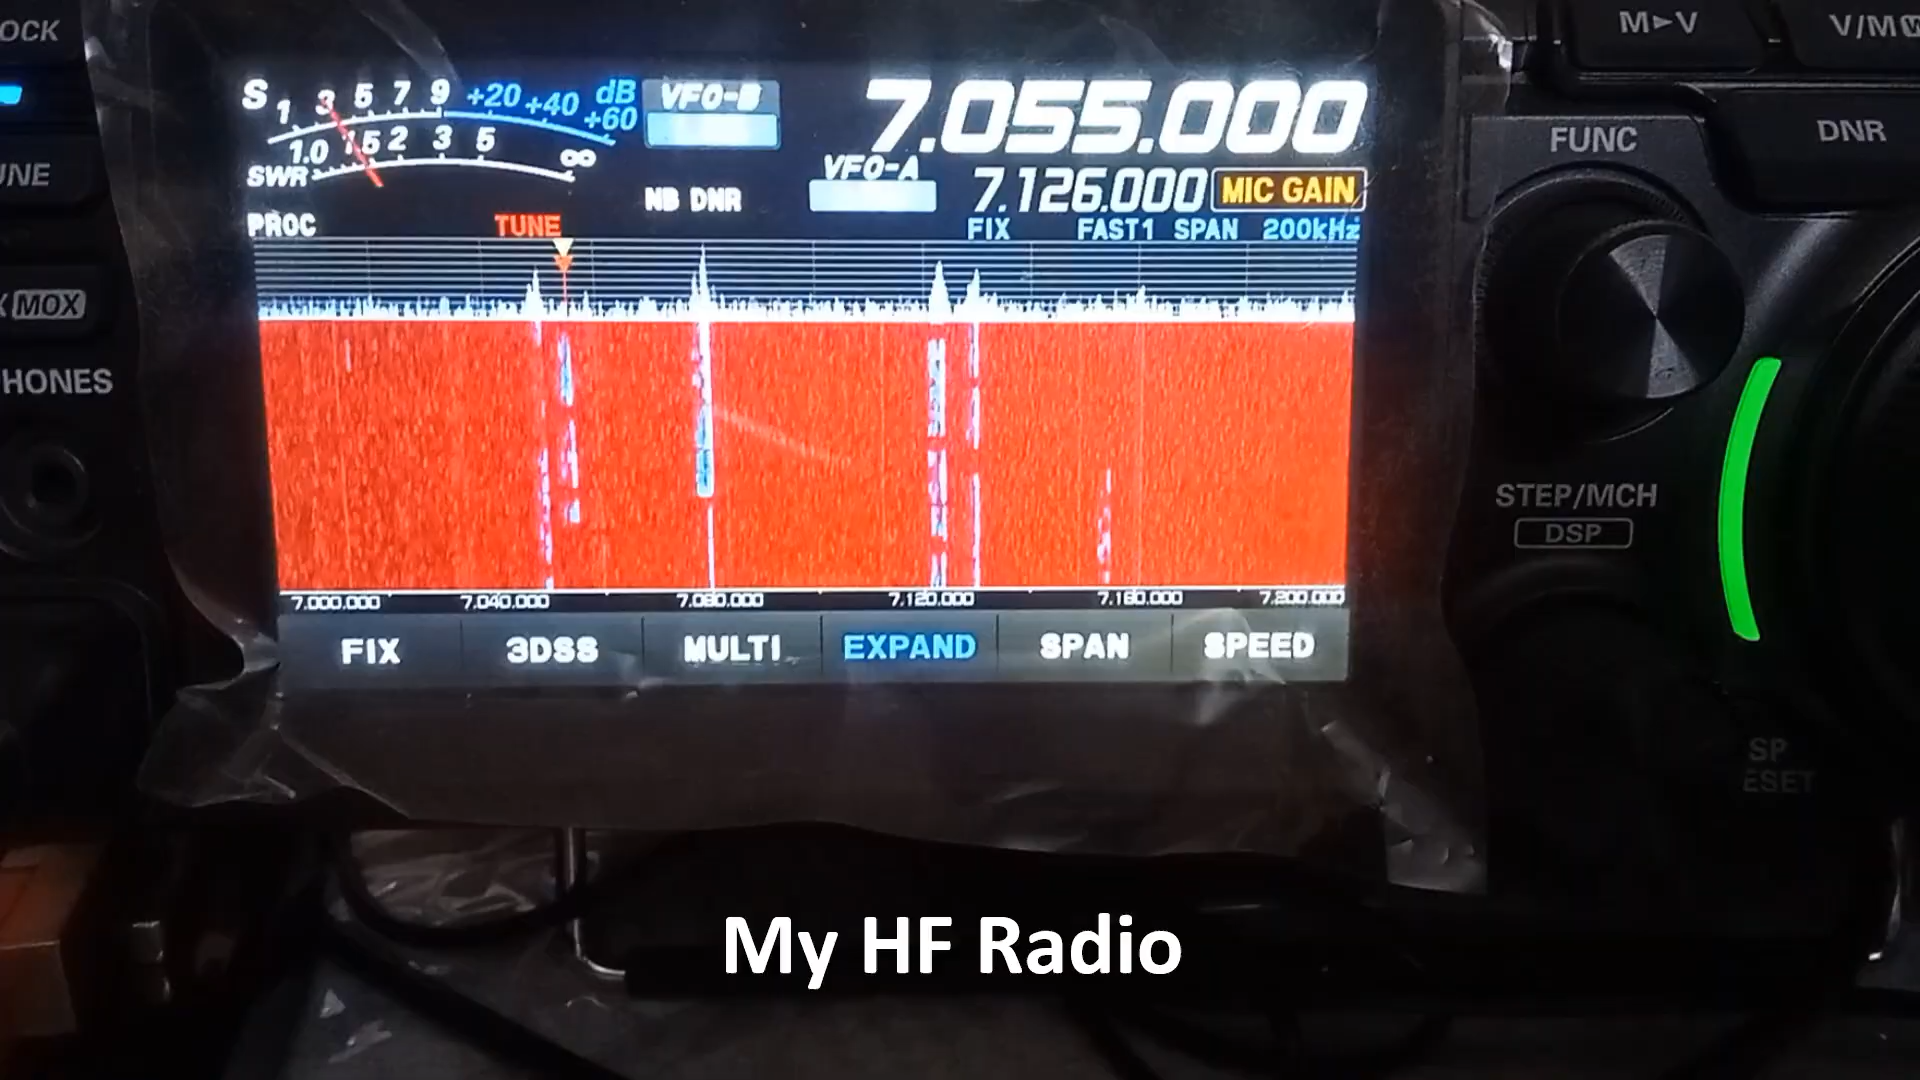 OCK
M►V
V/M
S 1 3 5 7 9 +20 +40 +60 dB
VFO-B
7.055.000
FUNC
DNR
1.0 1.5 2 3 5 ∞
SWR
VFO-A
7.126.000
MIC GAIN
UNE
NB DNR
PROC
TUNE
FIX FAST1 SPAN 200kHz
MOX
HONES
STEP/MCH
DSP
7.000.000 7.040.000 7.080.000 7.120.000 7.160.000 7.200.000
FIX 3DSS MULTI EXPAND SPAN SPEED
SP
ESET
My HF Radio